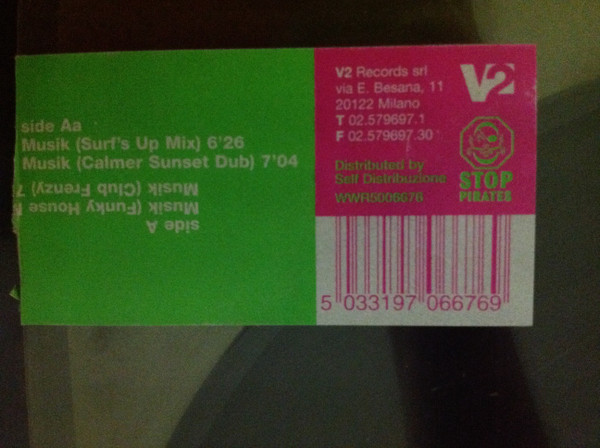 side Aa
Musik (Surf's Up Mix) 6'26
Musik (Calmer Sunset Dub) 7'04
side A
Musik (Funky House
Musik (Club Frenzy) 7
V2 Records srl
via E. Besana, 11
20122 Milano
T 02.579697.1
F 02.579697.30
Distributed by
Self Distribuzione
WWR5006676
V2
STOP
PIRATES
5 033197 066769